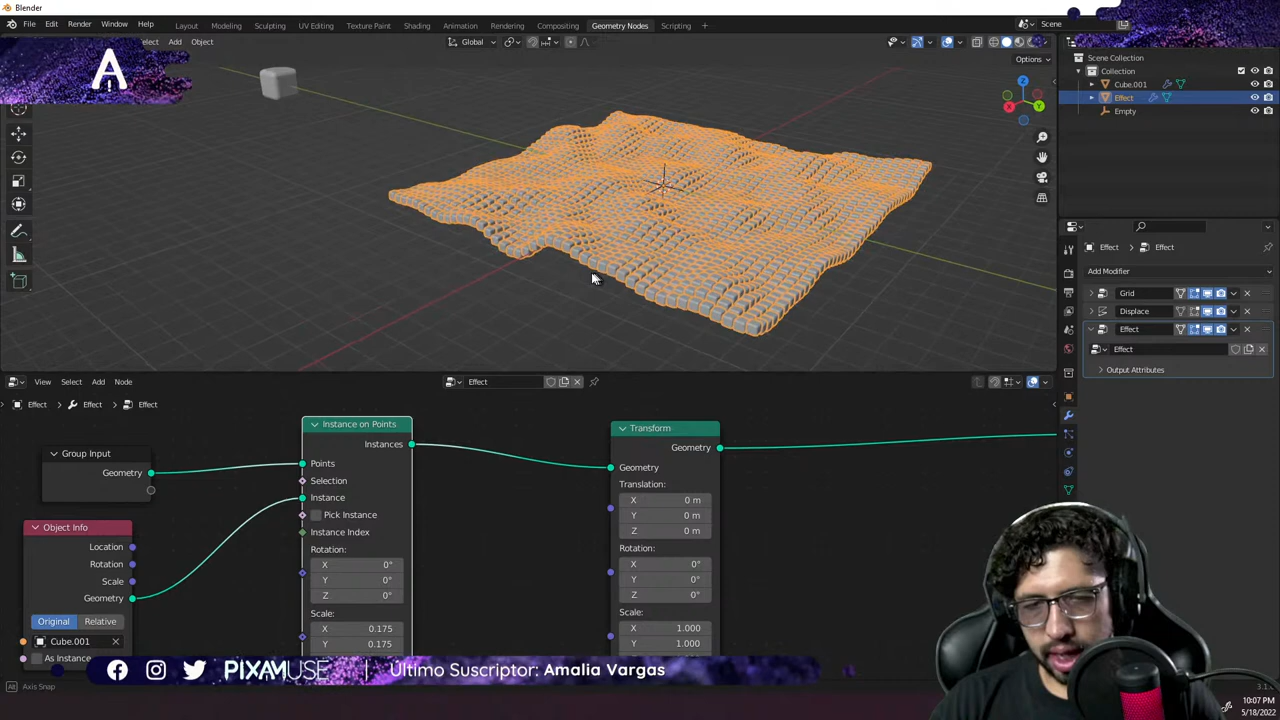 Blender
File Edit Render Window Help Layout Modeling Sculpting UV Editing Texture Paint Shading Animation Rendering Compositing Geometry Nodes Scripting + Scene
Select Add Object Global Options
A
X Y Z
Scene Collection
Collection
Cube.001
Effect
Empty
Effect Effect
Add Modifier
Grid
Displace
Effect
Effect
Output Attributes
View Select Add Node Effect
Effect Effect Effect
Group Input
Geometry
Object Info
Location
Rotation
Scale
Geometry
Original Relative
Cube.001
As Instance
Instance on Points
Instances
Points
Selection
Instance
Pick Instance
Instance Index
Rotation:
X 0°
Y 0°
Z 0°
Scale:
X 0.175
Y 0.175
Transform
Geometry
Geometry
Translation:
X 0 m
Y 0 m
Z 0 m
Rotation:
X 0°
Y 0°
Z 0°
Scale:
X 1.000
Y 1.000
PIXAMUSE Último Suscriptor: Amalia Vargas
Axis Snap
10:07 PM
5/18/2022